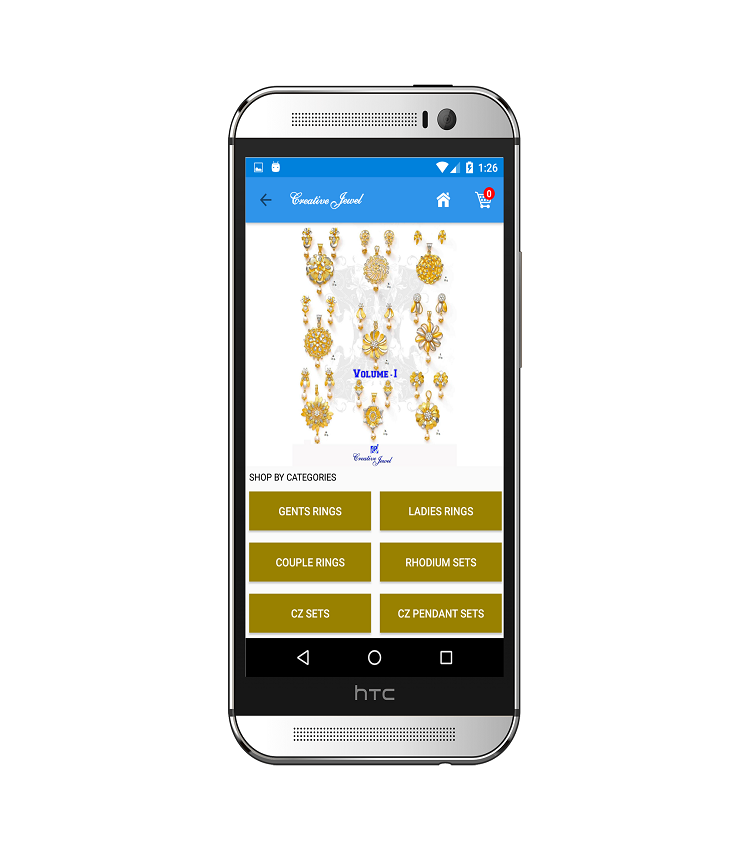 1:26
Creative Jewel
0
VOLUME - I
Creative Jewel
SHOP BY CATEGORIES
GENTS RINGS
LADIES RINGS
COUPLE RINGS
RHODIUM SETS
CZ SETS
CZ PENDANT SETS
hTC